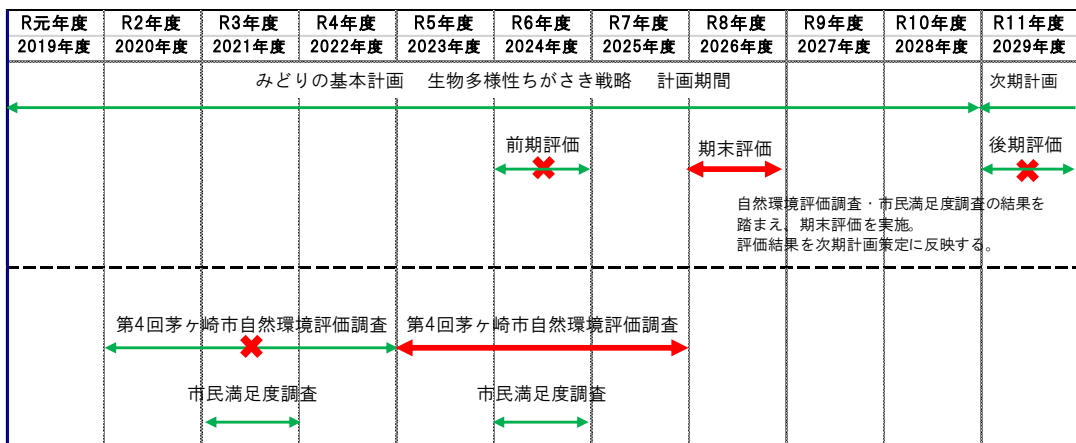 R元年度 R2年度 R3年度 R4年度 R5年度 R6年度 R7年度 R8年度 R9年度 R10年度 R11年度
2019年度 2020年度 2021年度 2022年度 2023年度 2024年度 2025年度 2026年度 2027年度 2028年度 2029年度
みどりの基本計画 生物多様性ちがさき戦略 計画期間 次期計画
前期評価 期末評価 後期評価
自然環境評価調査・市民満足度調査の結果を
踏まえ、期末評価を実施。
評価結果を次期計画策定に反映する。
第4回茅ヶ崎市自然環境評価調査 第4回茅ヶ崎市自然環境評価調査
市民満足度調査 市民満足度調査